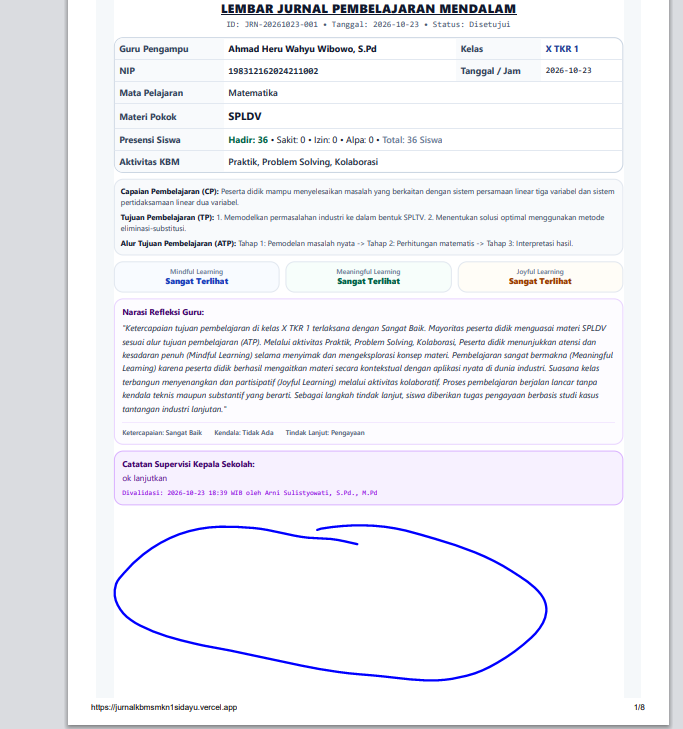 LEMBAR JURNAL PEMBELAJARAN MENDALAM
ID: JRN-20261023-001 • Tanggal: 2026-10-23 • Status: Disetujui
Guru Pengampu Ahmad Heru Wahyu Wibowo, S.Pd Kelas X TKR 1
NIP 198312162024211002 Tanggal / Jam 2026-10-23
Mata Pelajaran Matematika
Materi Pokok SPLDV
Presensi Siswa Hadir: 36 • Sakit: 0 • Izin: 0 • Alpa: 0 • Total: 36 Siswa
Aktivitas KBM Praktik, Problem Solving, Kolaborasi
Capaian Pembelajaran (CP): Peserta didik mampu menyelesaikan masalah yang berkaitan dengan sistem persamaan linear tiga variabel dan sistem
pertidaksamaan linear dua variabel.
Tujuan Pembelajaran (TP): 1. Memodelkan permasalahan industri ke dalam bentuk SPLTV. 2. Menentukan solusi optimal menggunakan metode
eliminasi-substitusi.
Alur Tujuan Pembelajaran (ATP): Tahap 1: Pemodelan masalah nyata -> Tahap 2: Perhitungan matematis -> Tahap 3: Interpretasi hasil.
Mindful Learning
Sangat Terlihat
Meaningful Learning
Sangat Terlihat
Joyful Learning
Sangat Terlihat
Narasi Refleksi Guru:
"Ketercapaian tujuan pembelajaran di kelas X TKR 1 terlaksana dengan Sangat Baik. Mayoritas peserta didik menguasai materi SPLDV
sesuai alur tujuan pembelajaran (ATP). Melalui aktivitas Praktik, Problem Solving, Kolaborasi, Peserta didik menunjukkan atensi dan
kesadaran penuh (Mindful Learning) selama menyimak dan mengeksplorasi konsep materi. Pembelajaran sangat bermakna (Meaningful
Learning) karena peserta didik berhasil mengaitkan materi secara kontekstual dengan aplikasi nyata di dunia industri. Suasana kelas
terbangun menyenangkan dan partisipatif (Joyful Learning) melalui aktivitas kolaboratif. Proses pembelajaran berjalan lancar tanpa
kendala teknis maupun substantif yang berarti. Sebagai langkah tindak lanjut, siswa diberikan tugas pengayaan berbasis studi kasus
tantangan industri lanjutan."
Ketercapaian: Sangat Baik Kendala: Tidak Ada Tindak Lanjut: Pengayaan
Catatan Supervisi Kepala Sekolah:
ok lanjutkan
Divalidasi: 2026-10-23 18:39 WIB oleh Arni Sulistyowati, S.Pd., M.Pd
https://jurnalkbmsmkn1sidayu.vercel.app 1/8